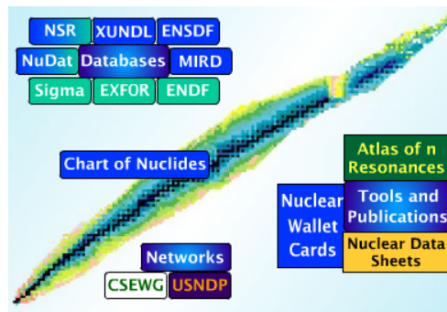 NSR XUNDL ENSDF
NuDat Databases MIRD
Sigma EXFOR ENDF
Chart of Nuclides
Atlas of n
Resonances
Nuclear
Wallet
Cards
Tools and
Publications
Nuclear Data
Sheets
Networks
CSEWG USNDP